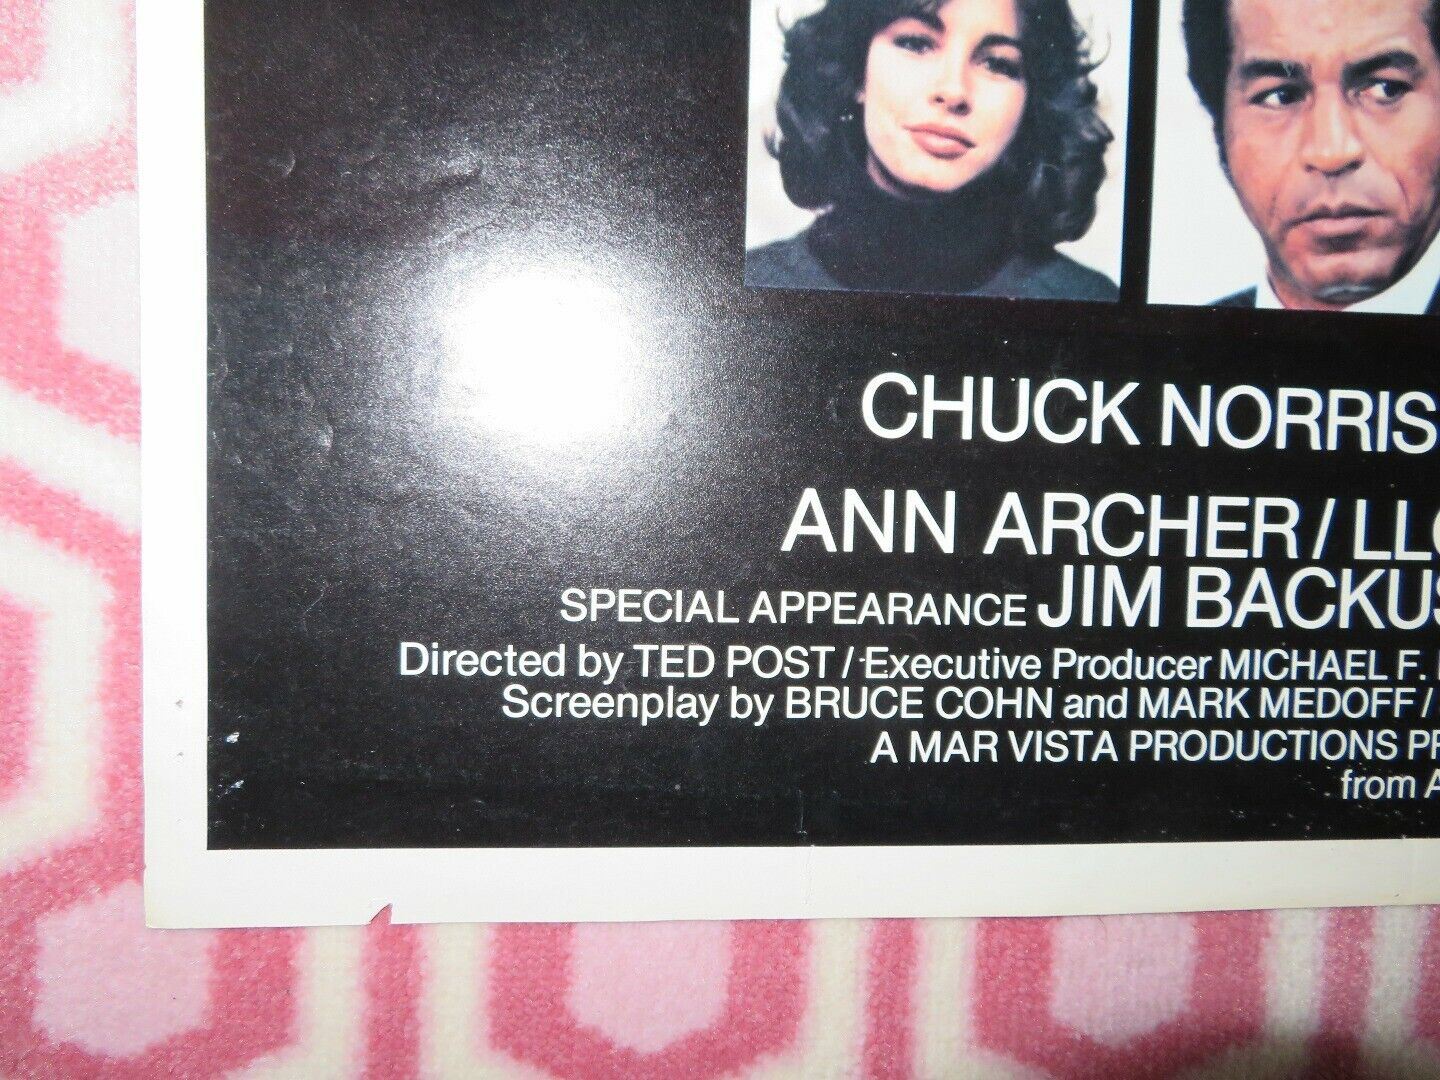 CHUCK NORRIS
ANN ARCHER /
SPECIAL APPEARANCE JIM BACKUS
Directed by TED POST / Executive Producer MICHAEL F.
Screenplay by BRUCE COHN and MARK MEDOFF /
A MAR VISTA PRODUCTIONS
from